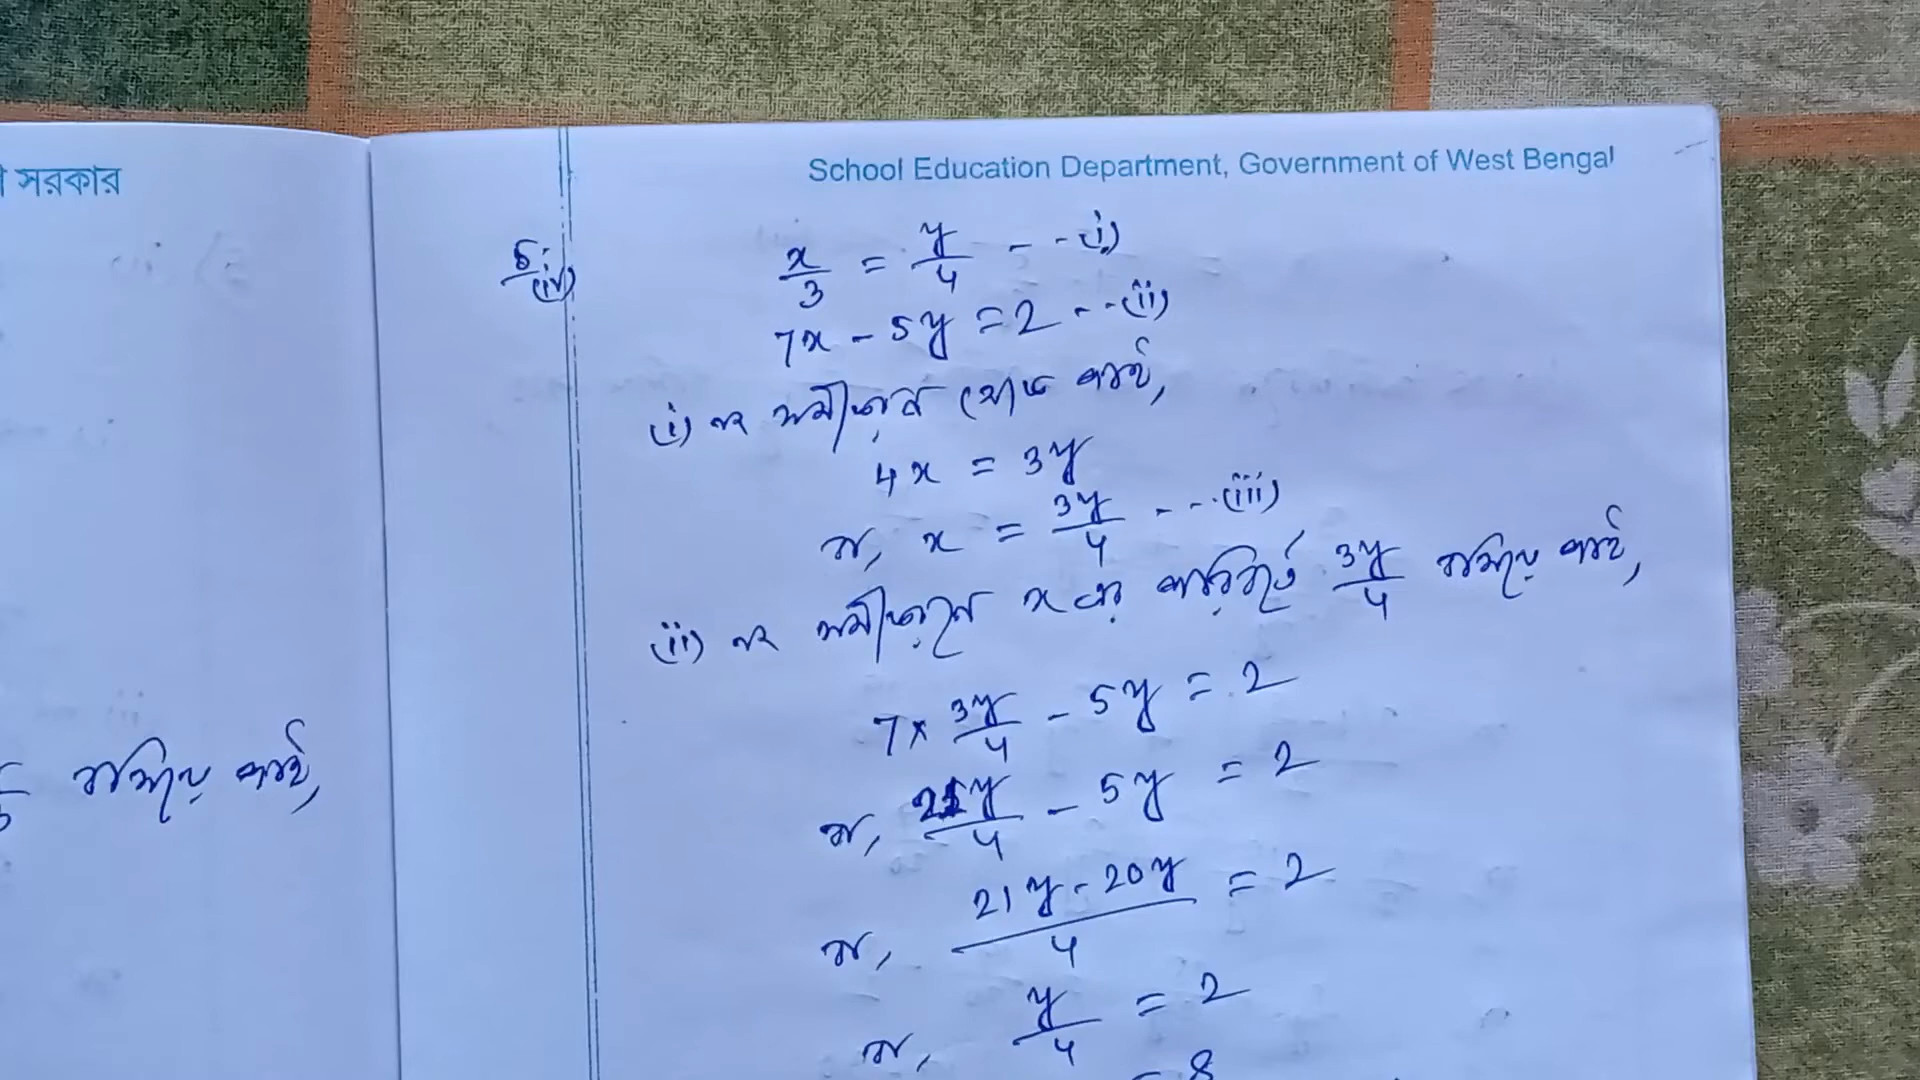 সরকার
School Education Department, Government of West Bengal
6. (iv)
x/3 = y/4 - - (i)
7x - 5y = 2 - - (ii)
(i) নং সমীকরণ থেকে পাই,
4x = 3y
বা, x = 3y/4 - - - (iii)
(ii) নং সমীকরণে x এর পরিবর্তে 3y/4 বসিয়ে পাই,
7 × 3y/4 - 5y = 2
বা, 21y/4 - 5y = 2
বা, (21y - 20y)/4 = 2
বা, y/4 = 2
= 8
বসিয়ে পাই,